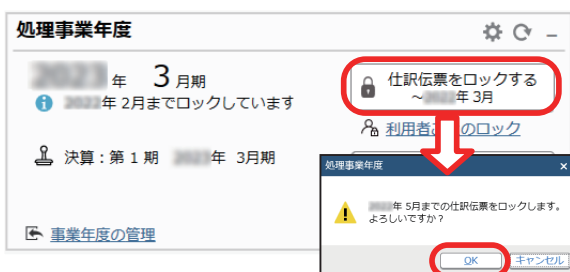 処理事業年度
年 3月期
年 2月までロックしています
仕訳伝票をロックする
～ 年 3月
利用者 のロック
決算：第 1 期 年 3月期
事業年度の管理
処理事業年度 ×
年 5月までの仕訳伝票をロックします。
よろしいですか？
OK キャンセル